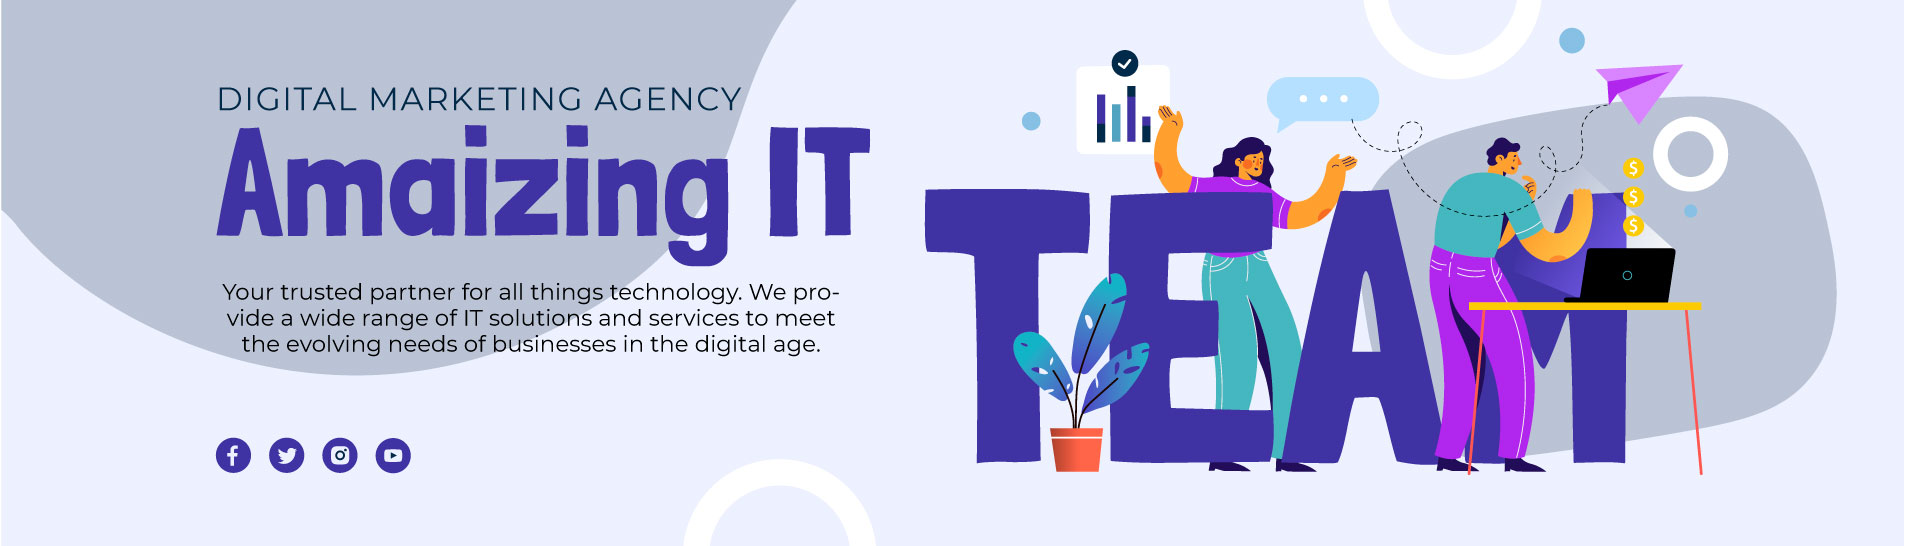 DIGITAL MARKETING AGENCY
Amaizing IT
TEAM
Your trusted partner for all things technology. We pro-
vide a wide range of IT solutions and services to meet
the evolving needs of businesses in the digital age.
$
$
$